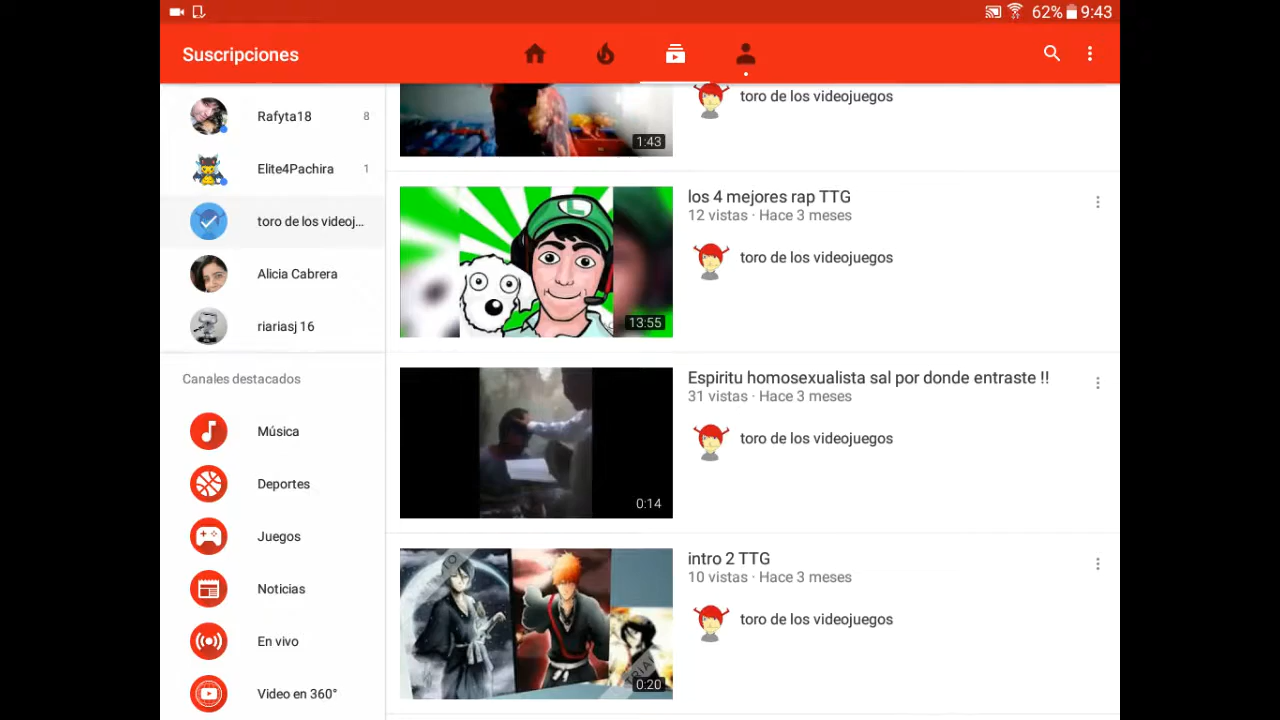 62% 9:43
Suscripciones
Rafyta18 8
Elite4Pachira 1
toro de los videoj...
Alicia Cabrera
riariasj 16
Canales destacados
Música
Deportes
Juegos
Noticias
En vivo
Video en 360°
toro de los videojuegos
1:43
los 4 mejores rap TTG
12 vistas · Hace 3 meses
toro de los videojuegos
L
13:55
Espiritu homosexualista sal por donde entraste !!
31 vistas · Hace 3 meses
toro de los videojuegos
0:14
intro 2 TTG
10 vistas · Hace 3 meses
toro de los videojuegos
0:20